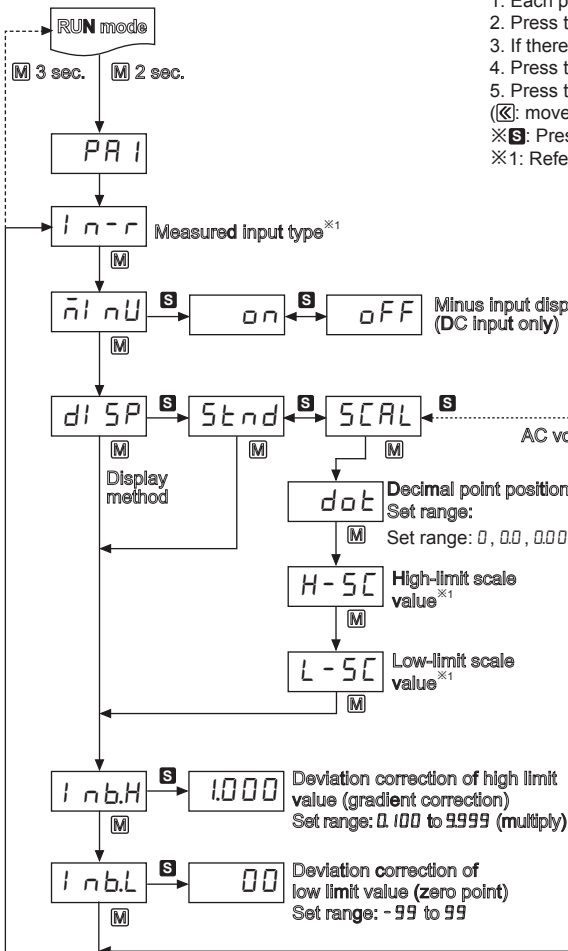 1. Each p
RUN mode
2. Press t
3. If there
M 3 sec. M 2 sec.
4. Press t
5. Press t
(≪: move
※S: Pres
PA1
※1: Refe
In-r Measured input type※1
M
MInU S on S oFF Minus input disp
(DC input only)
M
dISP S Stnd S SCAL S
AC vo
M M M
Display
method
dot Decimal point position
Set range:
M Set range: 0, 0.0, 0.00
H-SC High-limit scale
value※1
M
L-SC Low-limit scale
value※1
M
Inb.H S 1.000 Deviation correction of high limit
value (gradient correction)
M Set range: 0.100 to 9.999 (multiply)
Inb.L S 00 Deviation correction of
low limit value (zero point)
M Set range: -99 to 99